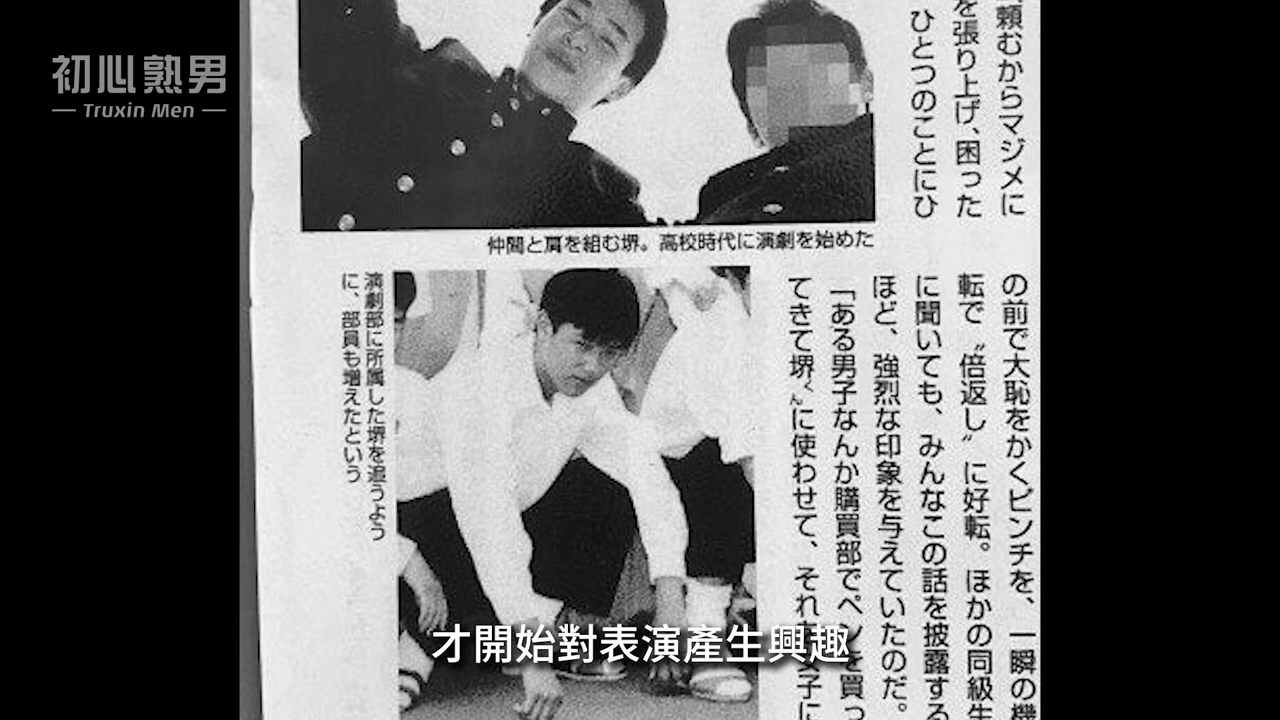 初心熟男
Truxin Men
頼むからマジメに
を張り上げ、困った
ひとつのことにひ
仲間と肩を組む堺。高校時代に演劇を始めた
演劇部に所属した堺を追うよう
に、部員も増えたという
の前で大恥をかくピンチを、一瞬の機
転で〝倍返し〟に好転。ほかの同級生
に聞いても、みんなこの話を披露する
ほど、強烈な印象を与えていたのだ。
「ある男子なんか購買部でペンを買っ
てきて堺くんに使わせて、それ
子に
才開始對表演產生興趣